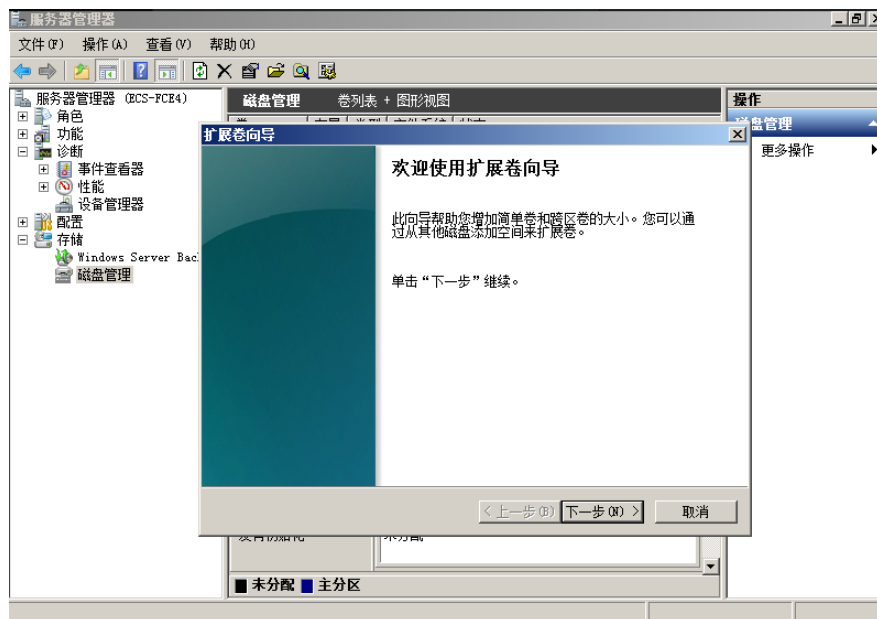 服务器管理器
文件(F) 操作(A) 查看(V) 帮助(H)
服务器管理器 (ECS-FCE4)
角色
功能
诊断
事件查看器
性能
设备管理器
配置
存储
Windows Server Bac
磁盘管理
磁盘管理 卷列表 + 图形视图
扩展卷向导
欢迎使用扩展卷向导
此向导帮助您增加简单卷和跨区卷的大小。您可以通
过从其他磁盘添加空间来扩展卷。
单击“下一步”继续。
< 上一步(B) 下一步(N) > 取消
未分配 主分区
操作
磁盘管理
更多操作